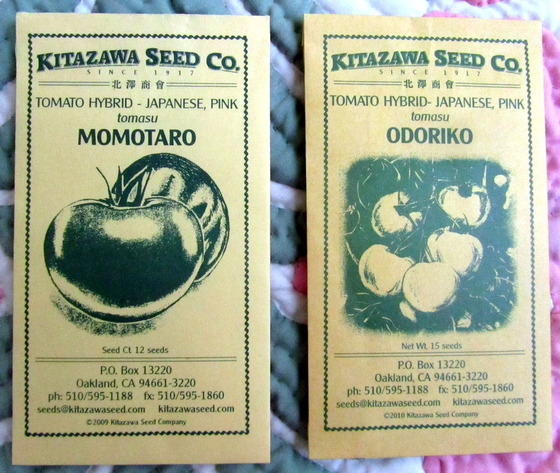 KITAZAWA SEED CO.
SINCE 1917
北澤商會
TOMATO HYBRID - JAPANESE, PINK
tomasu
MOMOTARO
Seed Ct. 12 seeds
P.O. Box 13220
Oakland, CA 94661-3220
ph: 510/595-1188 fx: 510/595-1860
seeds@kitazawaseed.com kitazawaseed.com
©2009 Kitazawa Seed Company
KITAZAWA SEED CO.
SINCE 1917
北澤商會
TOMATO HYBRID- JAPANESE, PINK
tomasu
ODORIKO
Net Wt. 15 seeds
P.O. Box 13220
Oakland, CA 94661-3220
ph: 510/595-1188 fx: 510/595-1860
seeds@kitazawaseed.com kitazawaseed.com
©2010 Kitazawa Seed Company